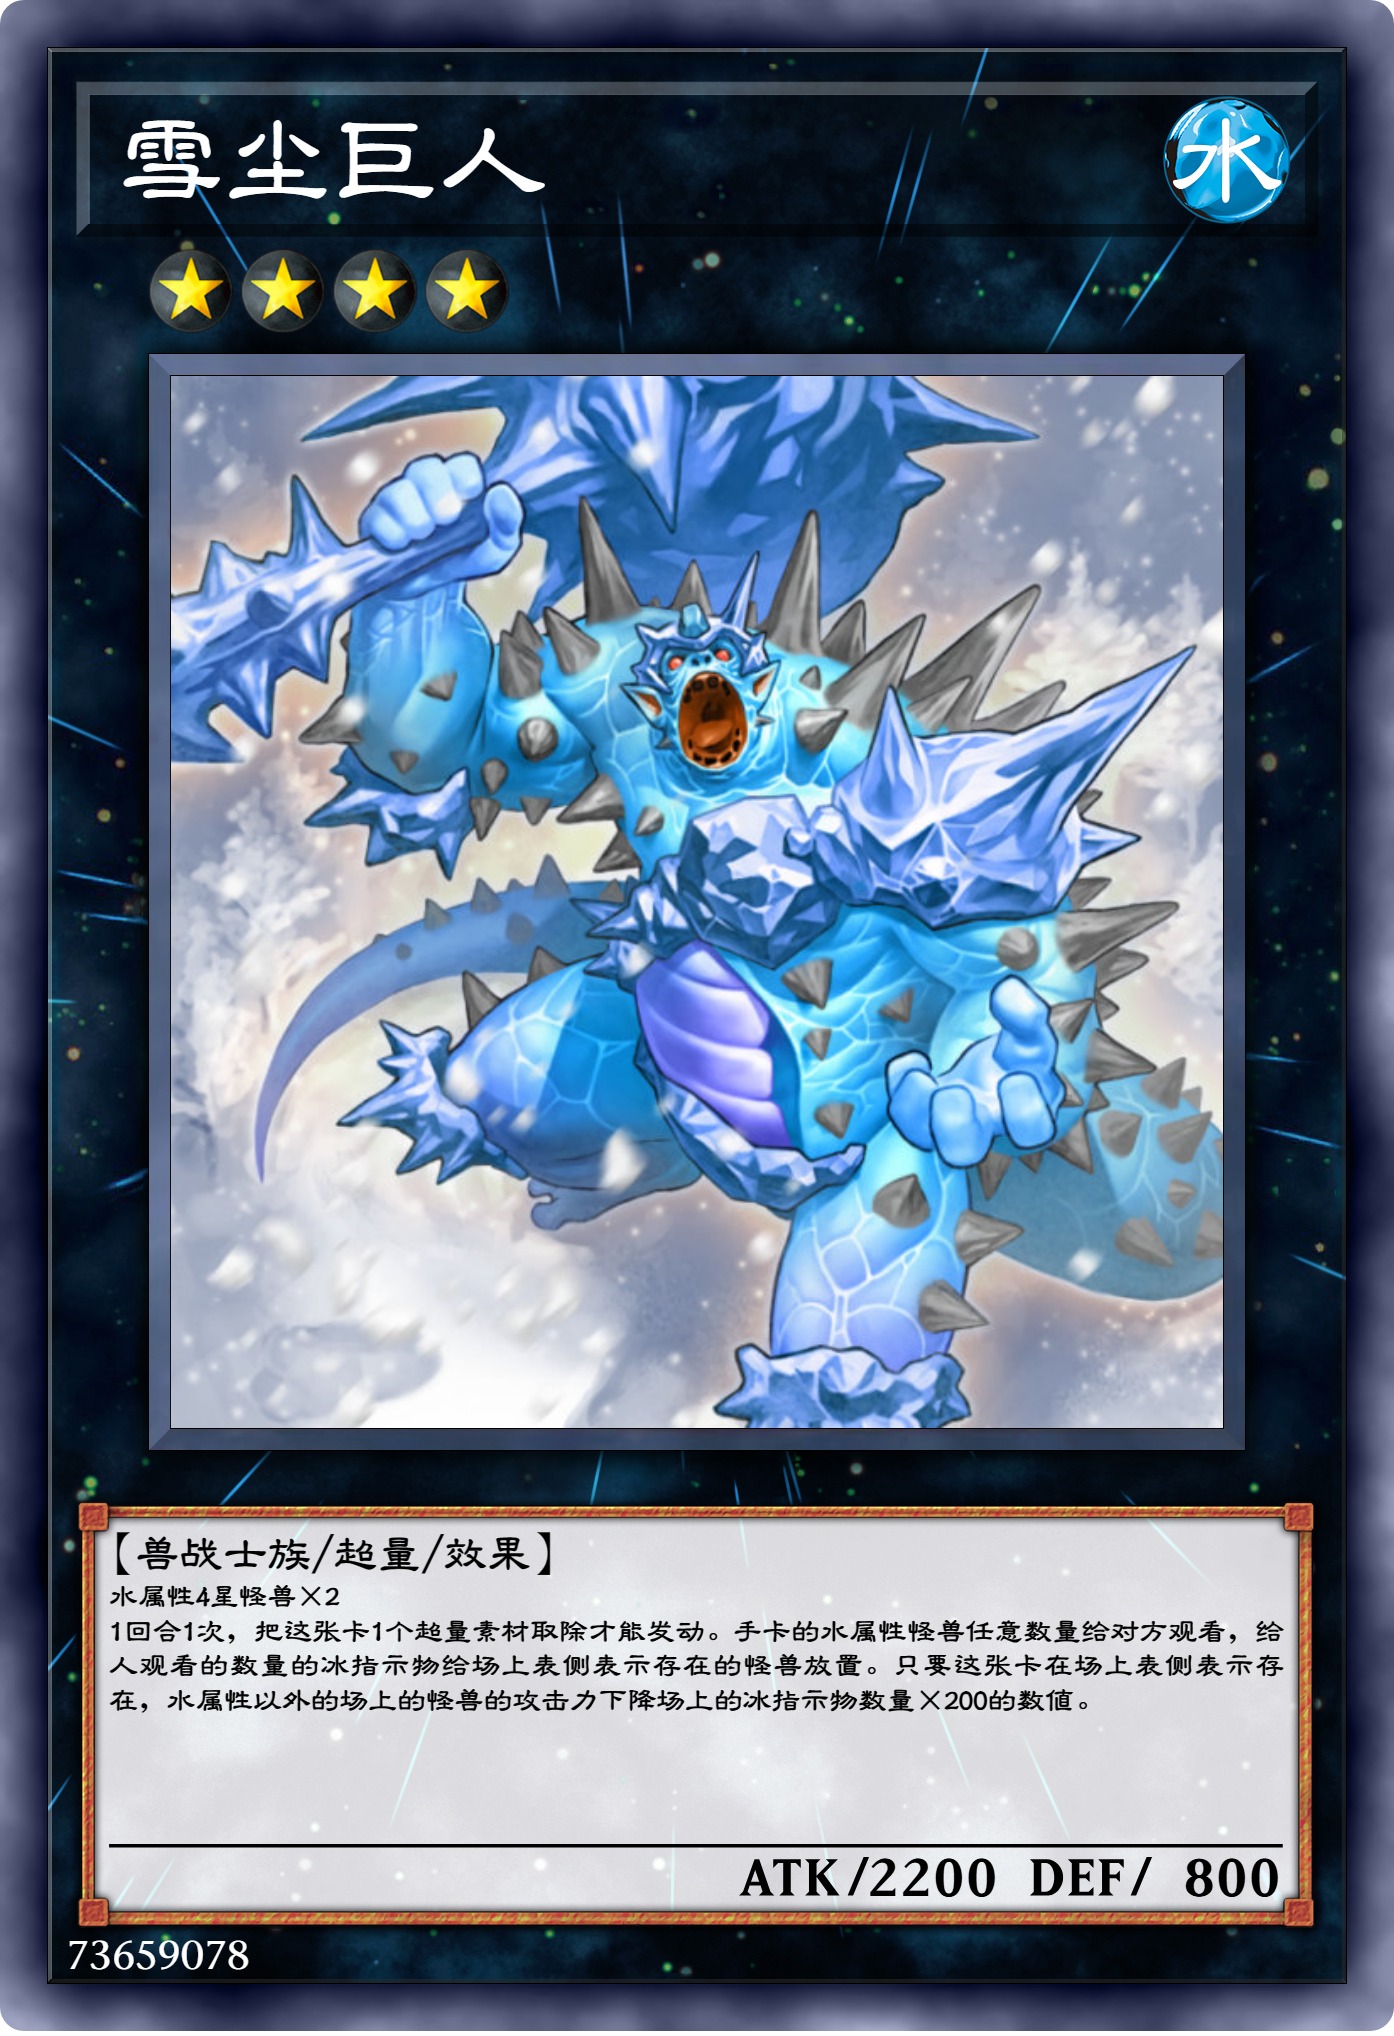 雪尘巨人
水
【兽战士族/超量/效果】
水属性4星怪兽×2
1回合1次，把这张卡1个超量素材取除才能发动。手卡的水属性怪兽任意数量给对方观看，给
人观看的数量的冰指示物给场上表侧表示存在的怪兽放置。只要这张卡在场上表侧表示存
在，水属性以外的场上的怪兽的攻击力下降场上的冰指示物数量×200的数值。
ATK/2200 DEF/ 800
73659078